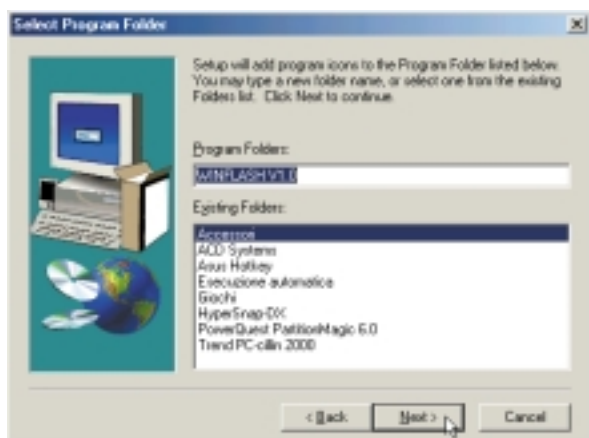 Select Program Folder
Setup will add program icons to the Program Folder listed below.
You may type a new folder name, or select one from the existing
Folders list. Click Next to continue.
Program Folders:
WINFLASH V1.0
Existing Folders:
Accessori
ACD Systems
Asus Hotkey
Esecuzione automatica
Giochi
HyperSnap-DX
PowerQuest PartitionMagic 6.0
Trend PC-cillin 2000
< Back
Next >
Cancel